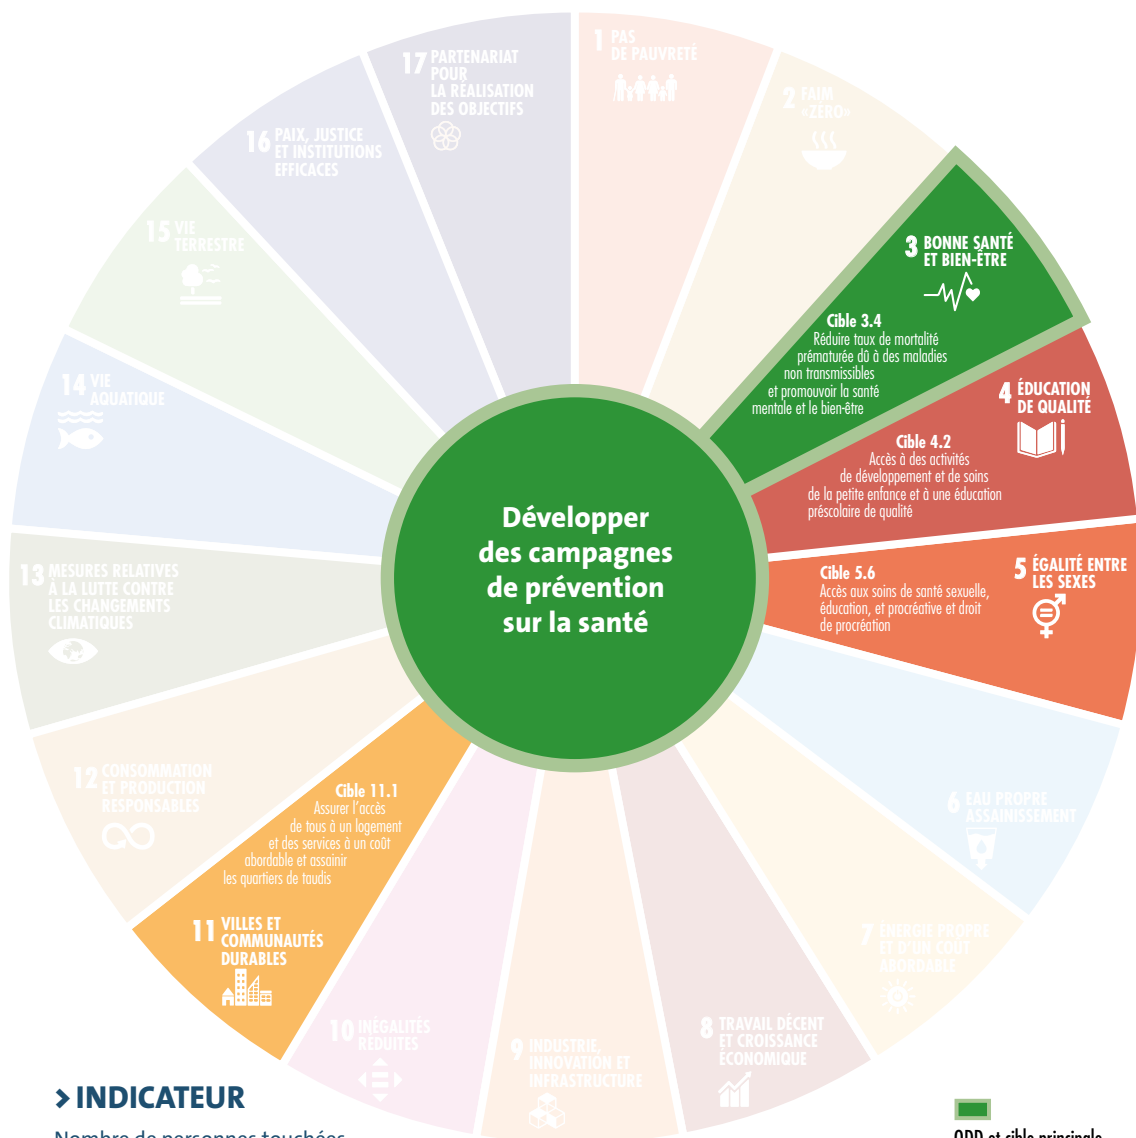 1 PAS
DE PAUVRETÉ
2 FAIM
«ZÉRO»
3 BONNE SANTÉ
ET BIEN-ÊTRE
Cible 3.4
Réduire taux de mortalité
prématurée dû à des maladies
non transmissibles
et promouvoir la santé
mentale et le bien-être
4 ÉDUCATION
DE QUALITÉ
Cible 4.2
Accès à des activités
de développement et de soins
de la petite enfance et à une éducation
préscolaire de qualité
5 ÉGALITÉ ENTRE
LES SEXES
Cible 5.6
Accès aux soins de santé sexuelle,
éducation, et procréative et droit
de procréation
6 EAU PROPRE
ASSAINISSEMENT
7 ÉNERGIE PROPRE
ET D'UN COÛT
ABORDABLE
8 TRAVAIL DÉCENT
ET CROISSANCE
ÉCONOMIQUE
9 INDUSTRIE,
INNOVATION ET
INFRASTRUCTURE
10 INÉGALITÉS
RÉDUITES
11 VILLES ET
COMMUNAUTÉS
DURABLES
Cible 11.1
Assurer l'accès
de tous à un logement
et des services à un coût
abordable et assainir
les quartiers de taudis
12 CONSOMMATION
ET PRODUCTION
RESPONSABLES
13 MESURES RELATIVES
À LA LUTTE CONTRE
LES CHANGEMENTS
CLIMATIQUES
14 VIE
AQUATIQUE
15 VIE
TERRESTRE
16 PAIX, JUSTICE
ET INSTITUTIONS
EFFICACES
17 PARTENARIAT
POUR
LA RÉALISATION
DES OBJECTIFS
Développer
des campagnes
de prévention
sur la santé
> INDICATEUR
Nombre de personnes touchées
ODD et cible principale